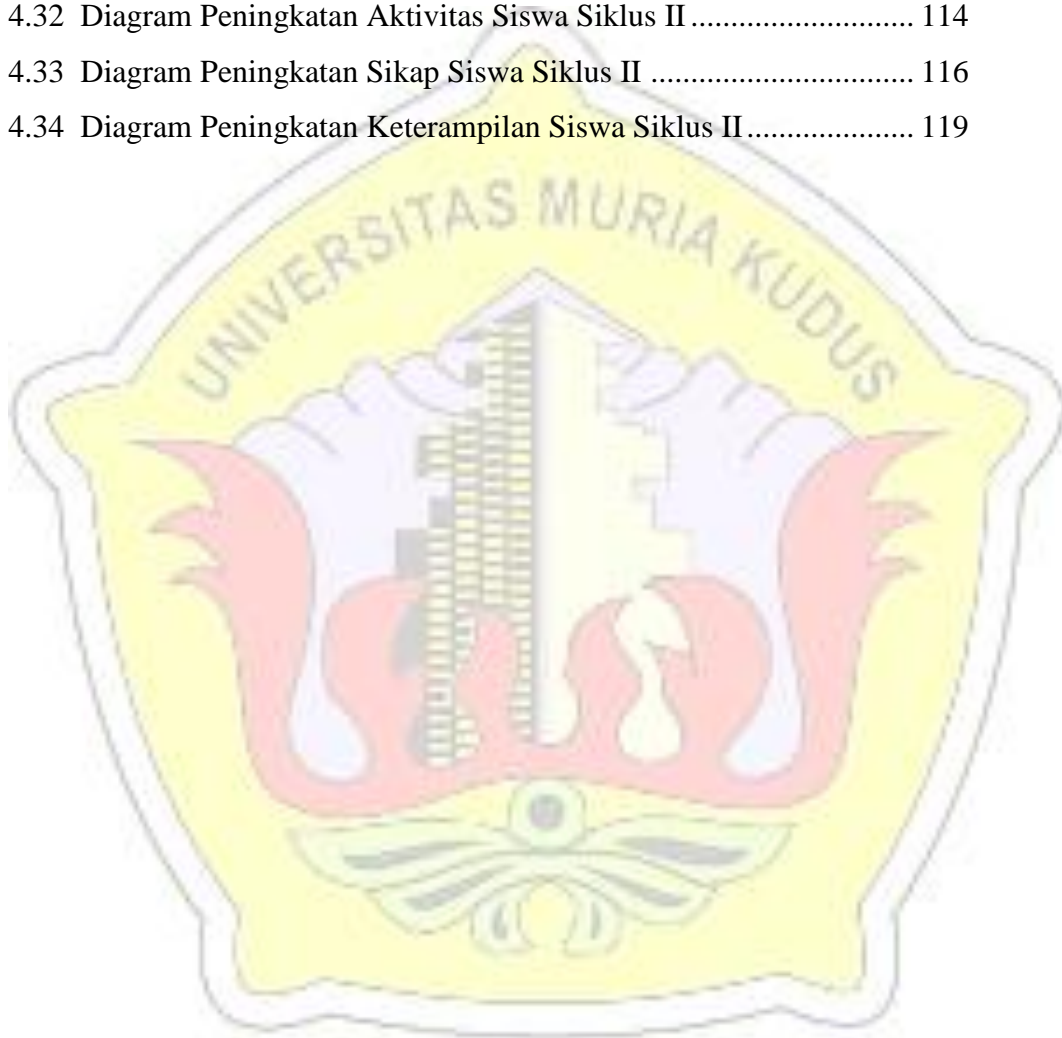 4.32 Diagram Peningkatan Aktivitas Siswa Siklus II ......................... 114
4.33 Diagram Peningkatan Sikap Siswa Siklus II .............................. 116
4.34 Diagram Peningkatan Keterampilan Siswa Siklus II ................... 119
UNIVERSITAS MURIA KUDUS